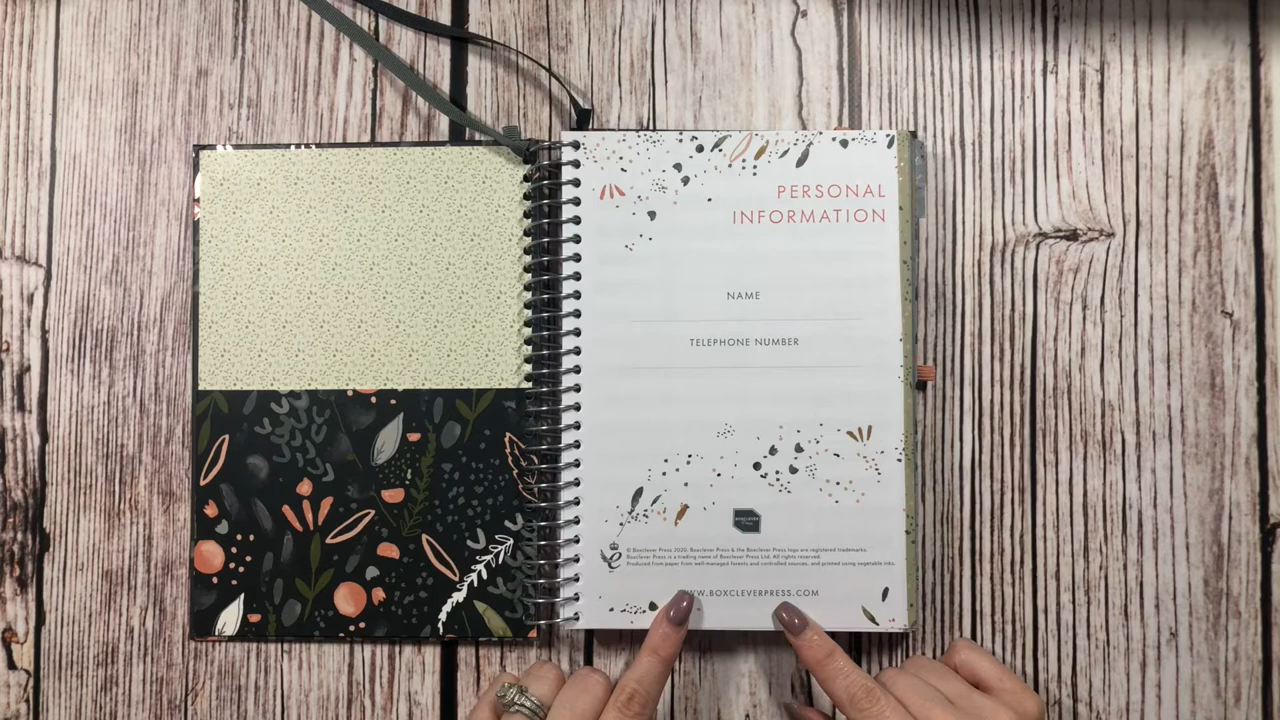 PERSONAL
INFORMATION
NAME
TELEPHONE NUMBER
BOXCLEVER
© Boxclever Press 2020. Boxclever Press & the Boxclever Press logo are registered trademarks.
Boxclever Press is a trading name of Boxclever Press Ltd. All rights reserved.
Produced from paper from well-managed forests and controlled sources, and printed using vegetable inks.
WW.BOXCLEVERPRESS.COM